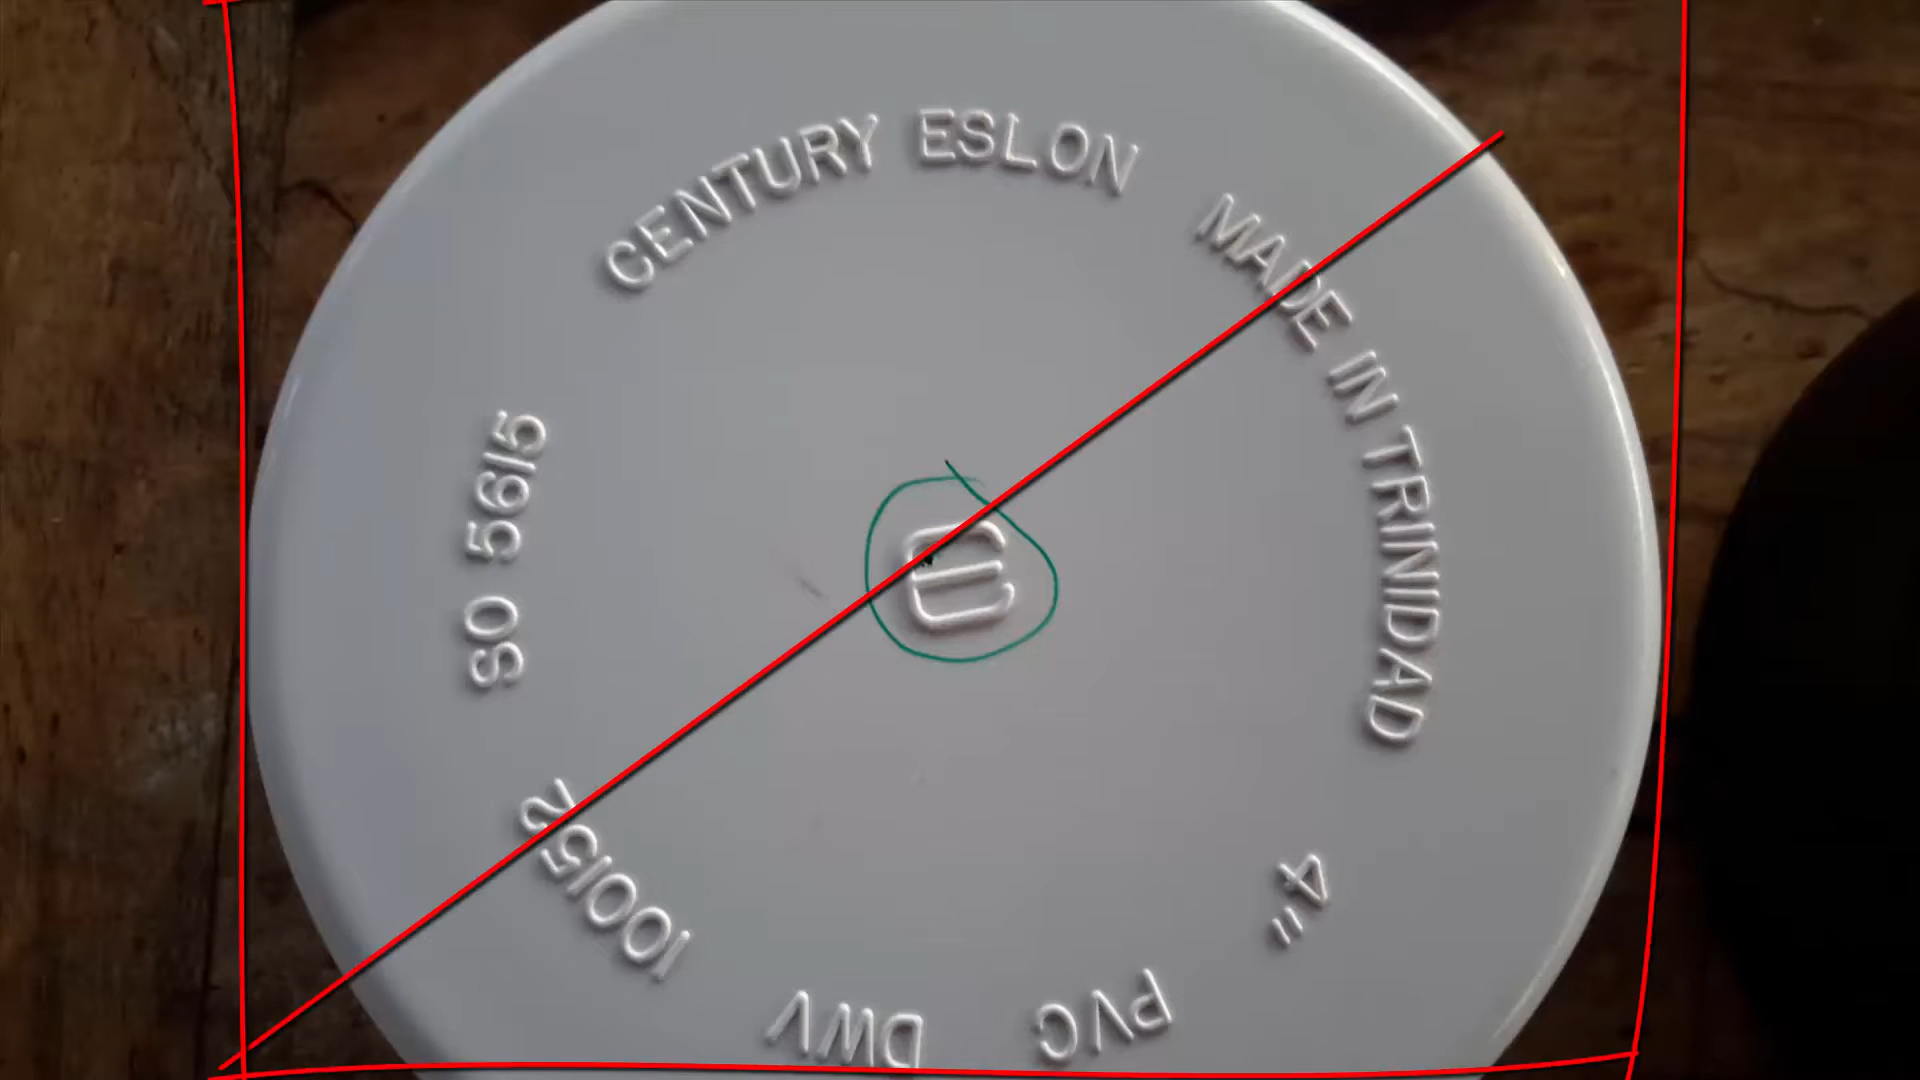 CENTURY ESLON
MADE IN TRINIDAD
4"
PVC
DWV
100152
SO 5615